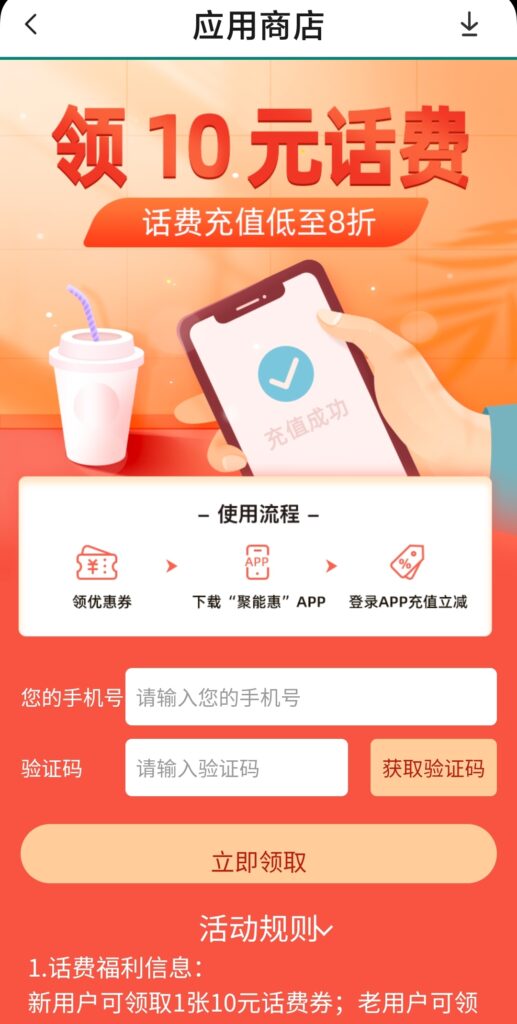 应用商店
领10元话费
话费充值低至8折
充值成功
– 使用流程 –
¥
APP
%
领优惠券
下载“聚能惠”APP
登录APP充值立减
您的手机号
请输入您的手机号
验证码
请输入验证码
获取验证码
立即领取
活动规则
1.话费福利信息：
新用户可领取1张10元话费券；老用户可领